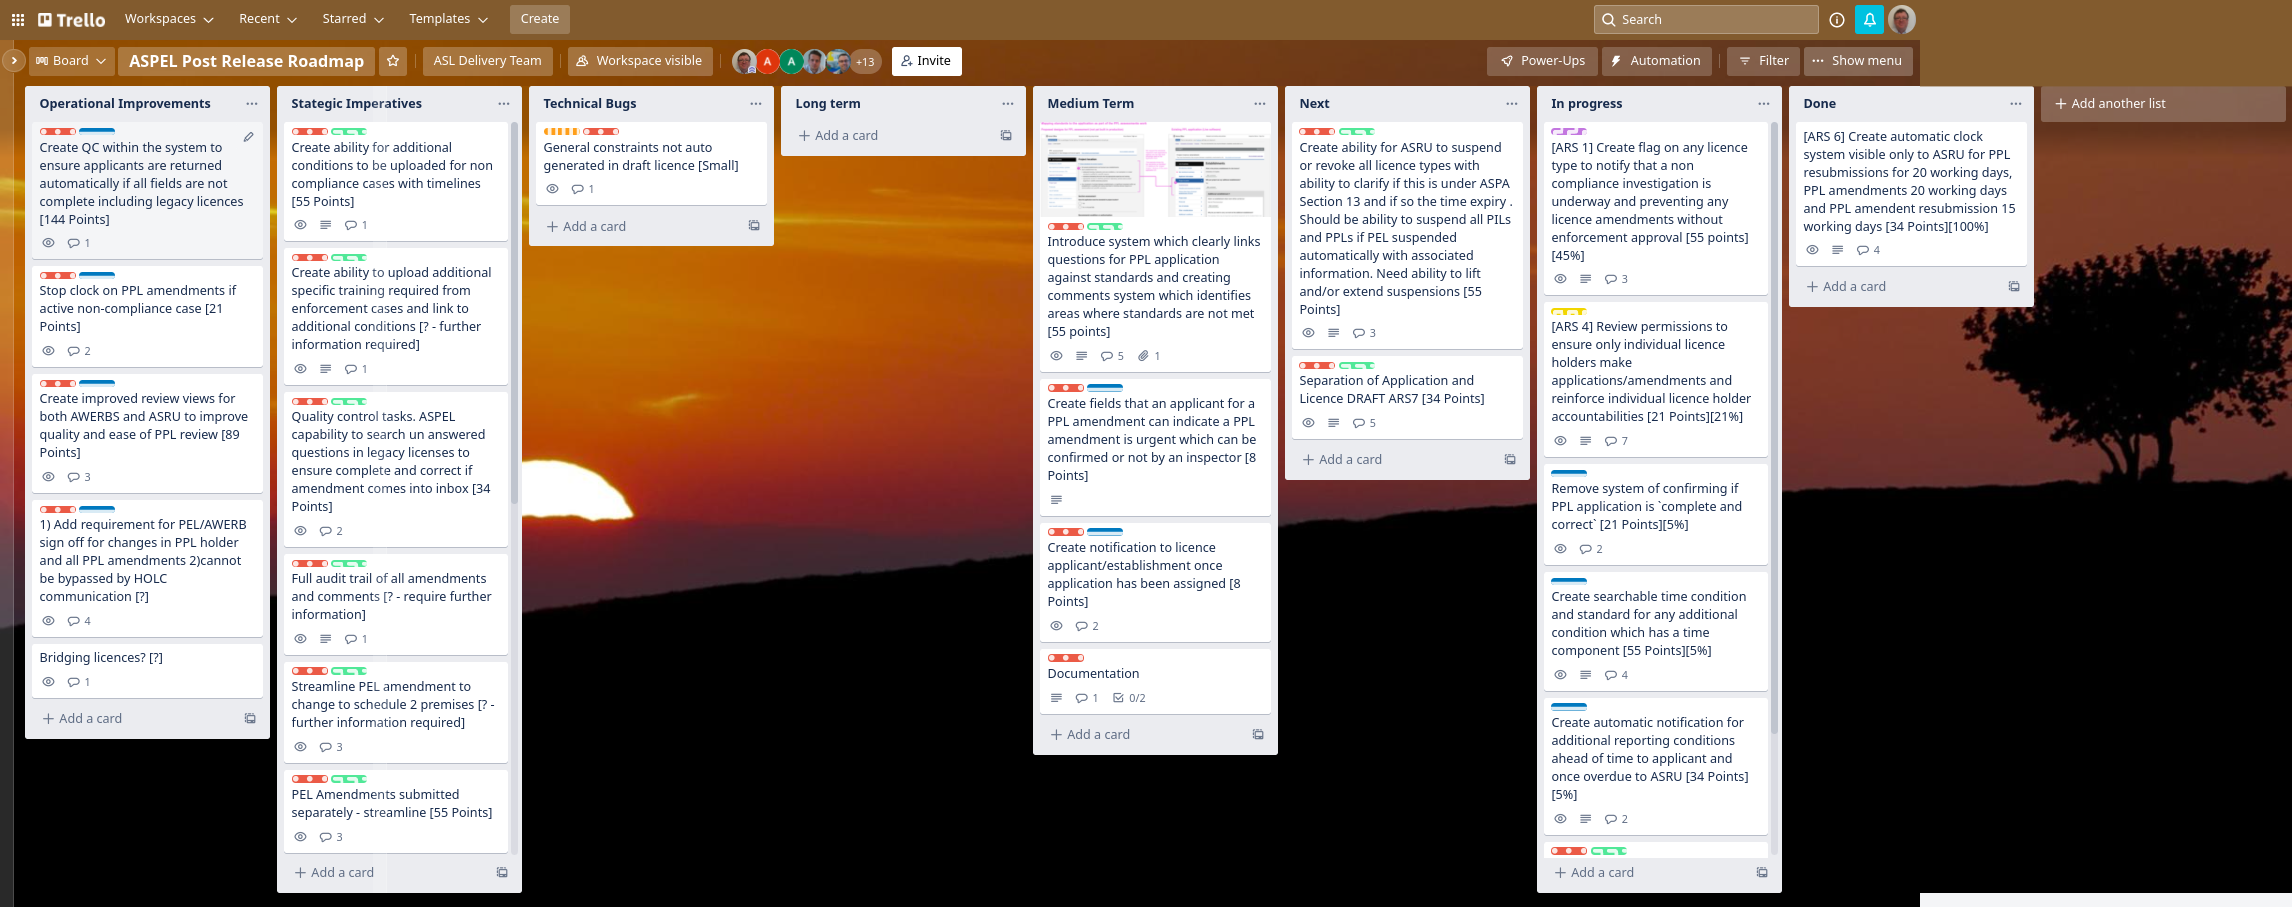 Trello
Workspaces
Recent
Starred
Templates
Create
Search
Board
ASPEL Post Release Roadmap
ASL Delivery Team
Workspace visible
A
A
+13
Invite
Power-Ups
Automation
Filter
Show menu
Operational Improvements
Create QC within the system to
ensure applicants are returned
automatically if all fields are not
complete including legacy licences
[144 Points]
1
Stop clock on PPL amendments if
active non-compliance case [21
Points]
2
Create improved review views for
both AWERBS and ASRU to improve
quality and ease of PPL review [89
Points]
3
1) Add requirement for PEL/AWERB
sign off for changes in PPL holder
and all PPL amendments 2)cannot
be bypassed by HOLC
communication [?]
4
Bridging licences? [?]
1
Add a card
Stategic Imperatives
Create ability for additional
conditions to be uploaded for non
compliance cases with timelines
[55 Points]
1
Create ability to upload additional
specific training required from
enforcement cases and link to
additional conditions [? - further
information required]
1
Quality control tasks. ASPEL
capability to search un answered
questions in legacy licenses to
ensure complete and correct if
amendment comes into inbox [34
Points]
2
Full audit trail of all amendments
and comments [? - require further
information]
1
Streamline PEL amendment to
change to schedule 2 premises [? -
further information required]
3
PEL Amendments submitted
separately - streamline [55 Points]
3
Add a card
Technical Bugs
General constraints not auto
generated in draft licence [Small]
1
Add a card
Long term
Add a card
Medium Term
Introduce system which clearly links
questions for PPL application
against standards and creating
comments system which identifies
areas where standards are not met
[55 points]
5
1
Create fields that an applicant for a
PPL amendment can indicate a PPL
amendment is urgent which can be
confirmed or not by an inspector [8
Points]
Create notification to licence
applicant/establishment once
application has been assigned [8
Points]
2
Documentation
1
0/2
Add a card
Next
Create ability for ASRU to suspend
or revoke all licence types with
ability to clarify if this is under ASPA
Section 13 and if so the time expiry .
Should be ability to suspend all PILs
and PPLs if PEL suspended
automatically with associated
information. Need ability to lift
and/or extend suspensions [55
Points]
3
Separation of Application and
Licence DRAFT ARS7 [34 Points]
5
Add a card
In progress
[ARS 1] Create flag on any licence
type to notify that a non
compliance investigation is
underway and preventing any
licence amendments without
enforcement approval [55 points]
[45%]
3
[ARS 4] Review permissions to
ensure only individual licence
holders make
applications/amendments and
reinforce individual licence holder
accountabilities [21 Points][21%]
7
Remove system of confirming if
PPL application is `complete and
correct` [21 Points][5%]
2
Create searchable time condition
and standard for any additional
condition which has a time
component [55 Points][5%]
4
Create automatic notification for
additional reporting conditions
ahead of time to applicant and
once overdue to ASRU [34 Points]
[5%]
2
Add a card
Done
[ARS 6] Create automatic clock
system visible only to ASRU for PPL
resubmissions for 20 working days,
PPL amendments 20 working days
and PPL amendent resubmission 15
working days [34 Points][100%]
4
Add a card
Add another list